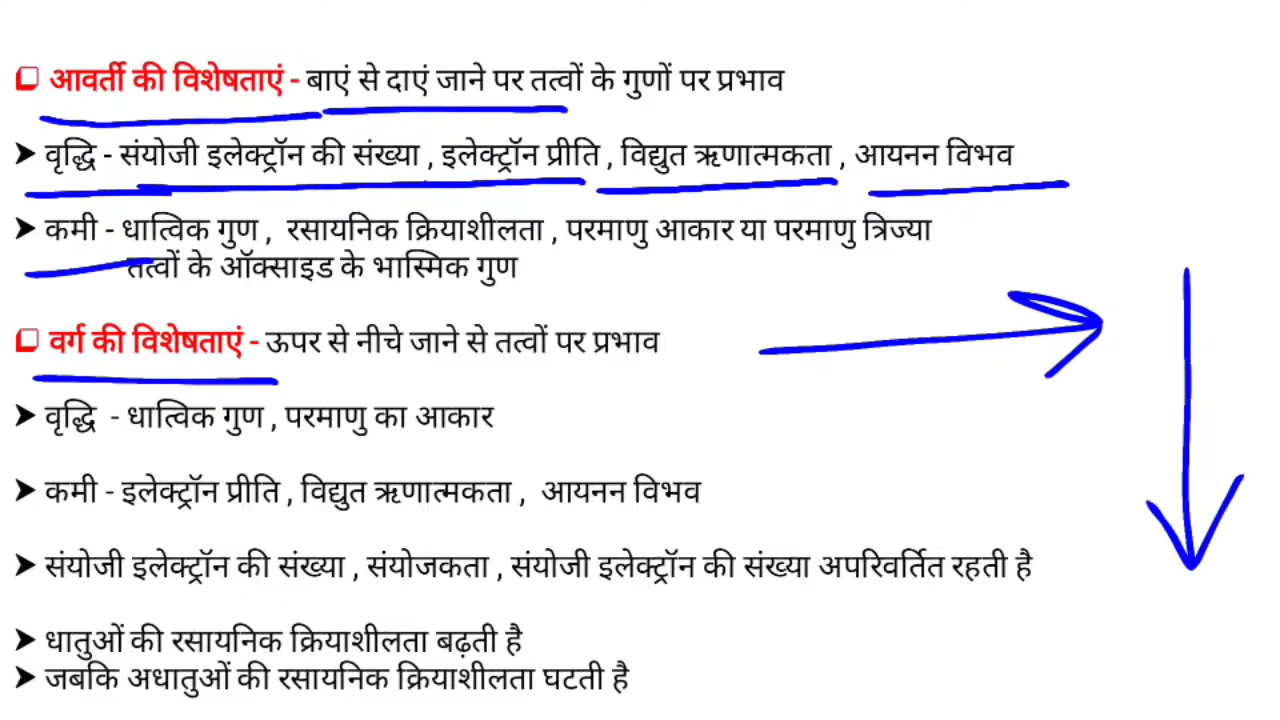 ❑ आवर्ती की विशेषताएं - बाएं से दाएं जाने पर तत्वों के गुणों पर प्रभाव
➤ वृद्धि - संयोजी इलेक्ट्रॉन की संख्या , इलेक्ट्रॉन प्रीति , विद्युत ऋणात्मकता , आयनन विभव
➤ कमी - धात्विक गुण , रसायनिक क्रियाशीलता , परमाणु आकार या परमाणु त्रिज्या
तत्वों के ऑक्साइड के भास्मिक गुण
❑ वर्ग की विशेषताएं - ऊपर से नीचे जाने से तत्वों पर प्रभाव
➤ वृद्धि - धात्विक गुण , परमाणु का आकार
➤ कमी - इलेक्ट्रॉन प्रीति , विद्युत ऋणात्मकता , आयनन विभव
➤ संयोजी इलेक्ट्रॉन की संख्या , संयोजकता , संयोजी इलेक्ट्रॉन की संख्या अपरिवर्तित रहती है
➤ धातुओं की रसायनिक क्रियाशीलता बढ़ती है
➤ जबकि अधातुओं की रसायनिक क्रियाशीलता घटती है